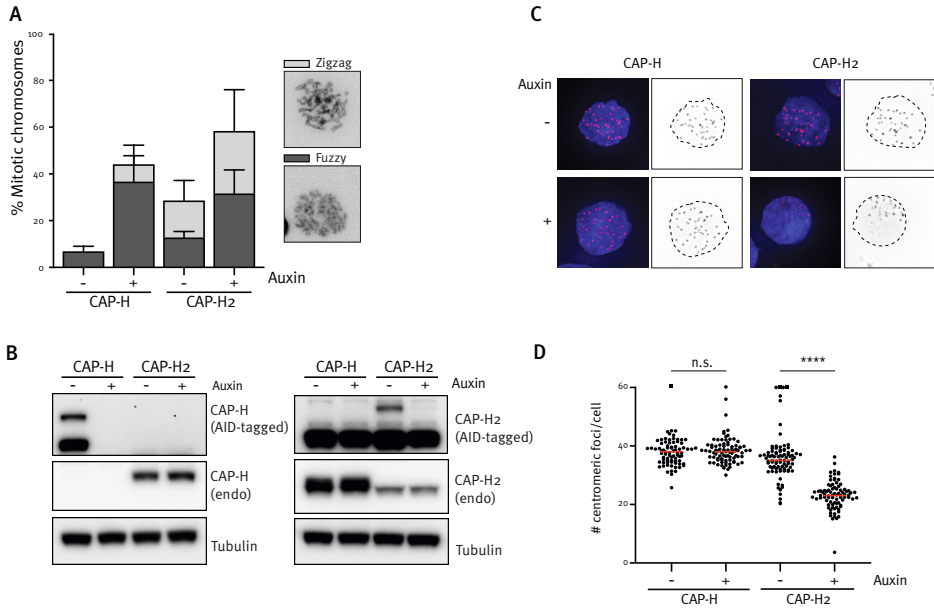 A
100
80
60
40
20
0
% Mitotic chromosomes
Zigzag
Fuzzy
- + - + Auxin
CAP-H CAP-H2
B
CAP-H CAP-H2
- + - + Auxin
CAP-H
(AID-tagged)
CAP-H
(endo)
Tubulin
CAP-H CAP-H2
- + - + Auxin
CAP-H2
(AID-tagged)
CAP-H2
(endo)
Tubulin
C
CAP-H CAP-H2
Auxin
-
+
D
n.s. ****
60
40
20
0
# centromeric foci/cell
- + - + Auxin
CAP-H CAP-H2